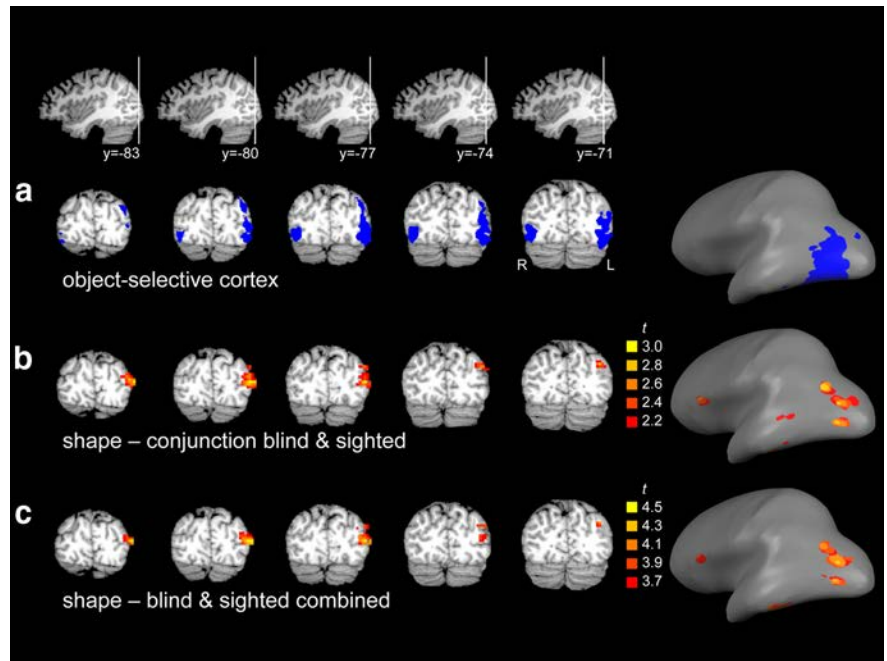 y=-83 y=-80 y=-77 y=-74 y=-71
a
R L
object-selective cortex
b
t
3.0
2.8
2.6
2.4
2.2
shape – conjunction blind & sighted
c
t
4.5
4.3
4.1
3.9
3.7
shape – blind & sighted combined